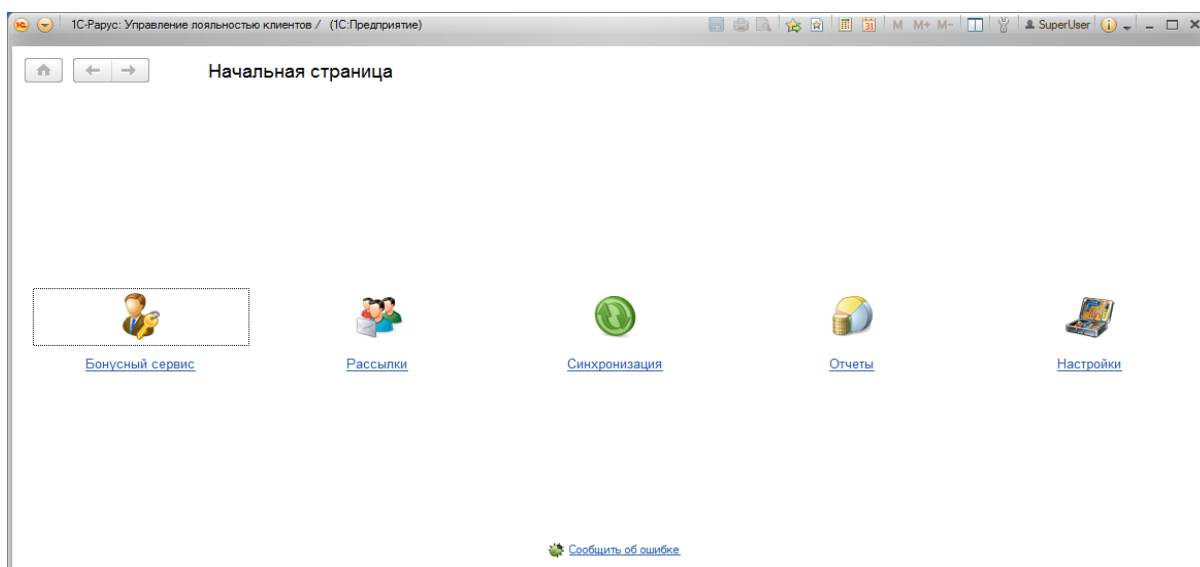 1С-Рарус: Управление лояльностью клиентов / (1С:Предприятие)
31 M M+ M- SuperUser
Начальная страница
Бонусный сервис Рассылки Синхронизация Отчеты Настройки
Сообщить об ошибке